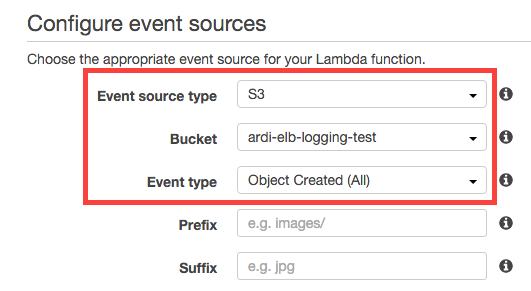 Configure event sources
Choose the appropriate event source for your Lambda function.
Event source type S3
Bucket ardi-elb-logging-test
Event type Object Created (All)
Prefix e.g. images/
Suffix e.g. jpg